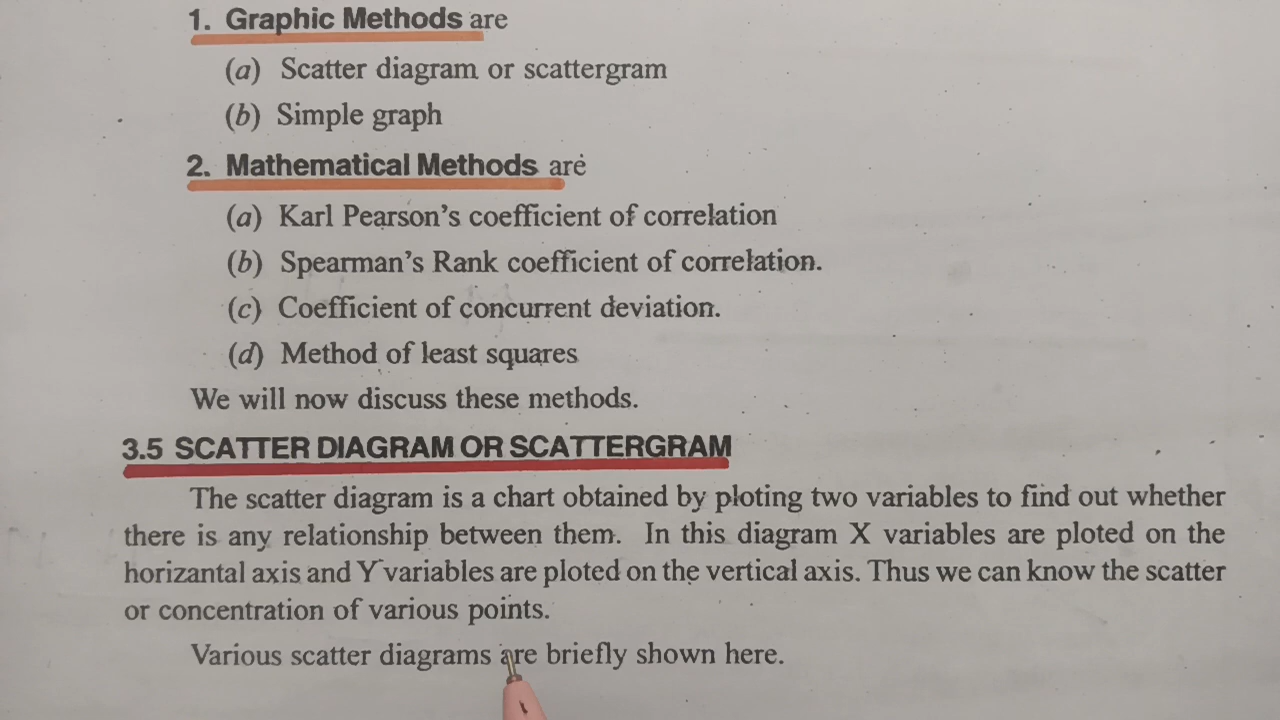 1. Graphic Methods are
(a) Scatter diagram or scattergram
(b) Simple graph
2. Mathematical Methods are
(a) Karl Pearson's coefficient of correlation
(b) Spearman's Rank coefficient of correlation.
(c) Coefficient of concurrent deviation.
(d) Method of least squares
We will now discuss these methods.
3.5 SCATTER DIAGRAM OR SCATTERGRAM
The scatter diagram is a chart obtained by ploting two variables to find out whether
there is any relationship between them. In this diagram X variables are ploted on the
horizantal axis and Y variables are ploted on the vertical axis. Thus we can know the scatter
or concentration of various points.
Various scatter diagrams are briefly shown here.